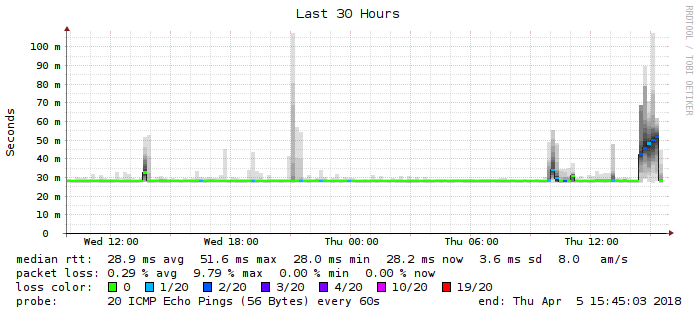 Last 30 Hours
RRDTOOL / TOBI OETIKER
Seconds
100 m
90 m
80 m
70 m
60 m
50 m
40 m
30 m
20 m
10 m
0
Wed 12:00 Wed 18:00 Thu 00:00 Thu 06:00 Thu 12:00
median rtt: 28.9 ms avg 51.6 ms max 28.0 ms min 28.2 ms now 3.6 ms sd 8.0 am/s
packet loss: 0.29 % avg 9.79 % max 0.00 % min 0.00 % now
loss color: 0 1/20 2/20 3/20 4/20 10/20 19/20
probe: 20 ICMP Echo Pings (56 Bytes) every 60s end: Thu Apr 5 15:45:03 2018